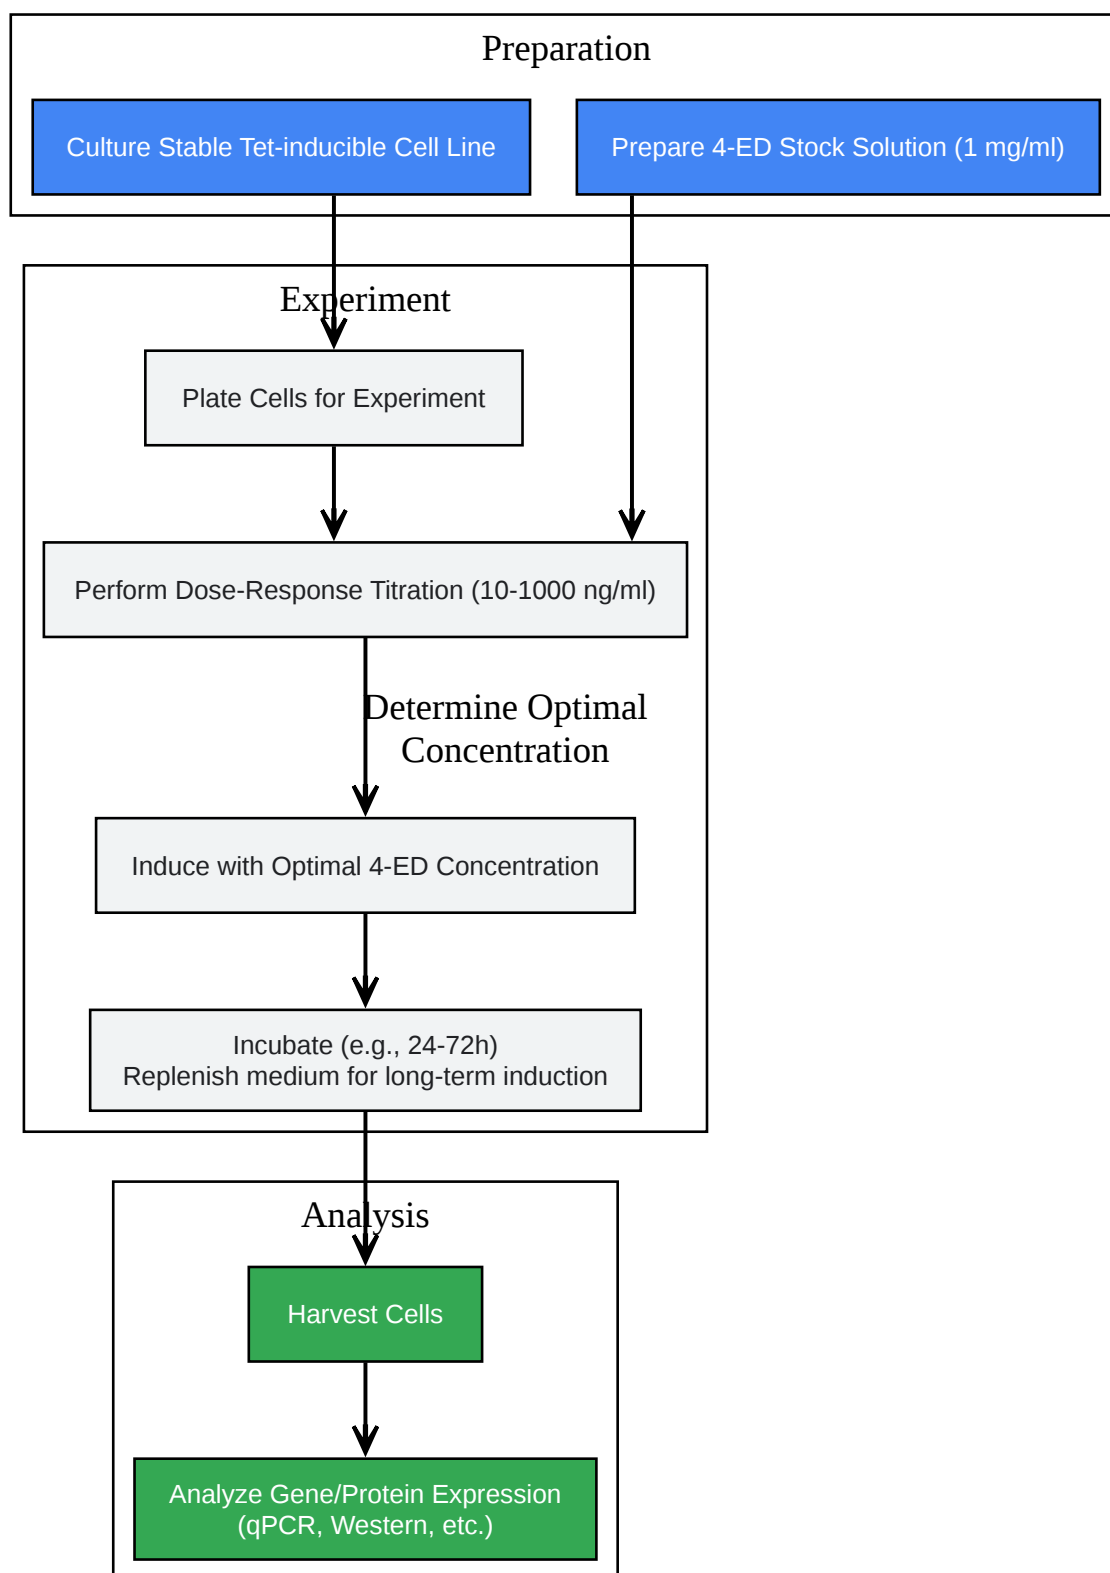 Preparation
Culture Stable Tet-inducible Cell Line
Prepare 4-ED Stock Solution (1 mg/ml)
Experiment
Plate Cells for Experiment
Perform Dose-Response Titration (10-1000 ng/ml)
Determine Optimal
Concentration
Induce with Optimal 4-ED Concentration
Incubate (e.g., 24-72h)
Replenish medium for long-term induction
Analysis
Harvest Cells
Analyze Gene/Protein Expression
(qPCR, Western, etc.)